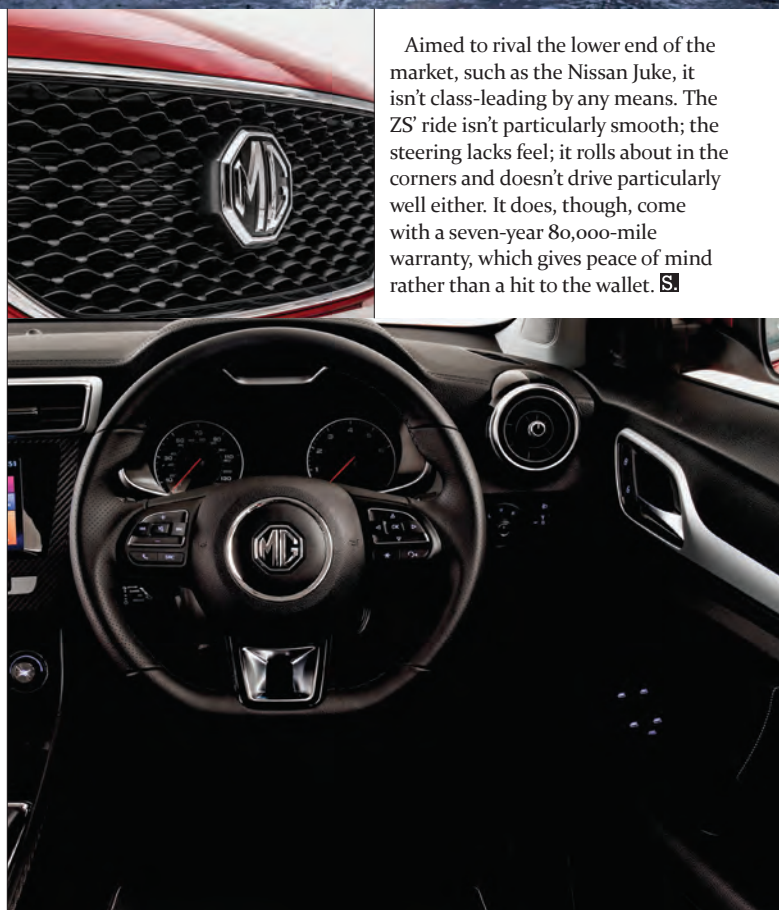 Aimed to rival the lower end of the
market, such as the Nissan Juke, it
isn’t class-leading by any means. The
ZS’ ride isn’t particularly smooth; the
steering lacks feel; it rolls about in the
corners and doesn’t drive particularly
well either. It does, though, come
with a seven-year 80,000-mile
warranty, which gives peace of mind
rather than a hit to the wallet. S.
MG
MG